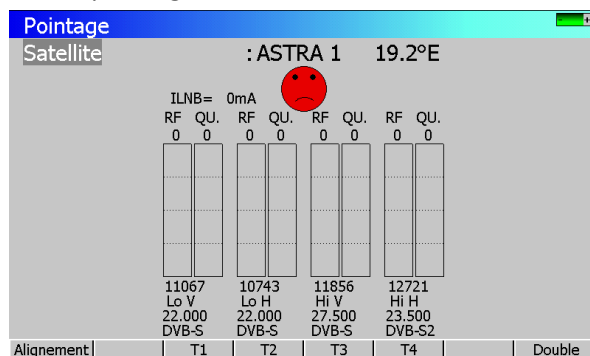 Pointage
Satellite : ASTRA 1 19.2°E
ILNB= 0mA
RF QU. RF QU. RF QU. RF QU.
0 0 0 0 0 0 0 0
11067 10743 11856 12721
Lo V Lo H Hi V Hi H
22.000 22.000 27.500 23.500
DVB-S DVB-S DVB-S DVB-S2
Alignement T1 T2 T3 T4 Double